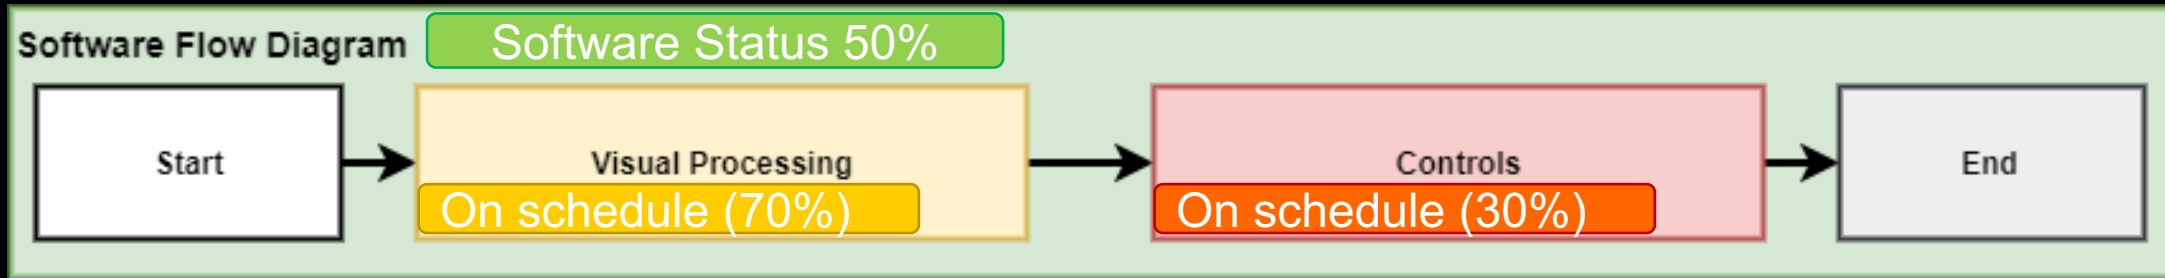 Software Flow Diagram
Software Status 50%
Start
Visual Processing
On schedule (70%)
Controls
On schedule (30%)
End